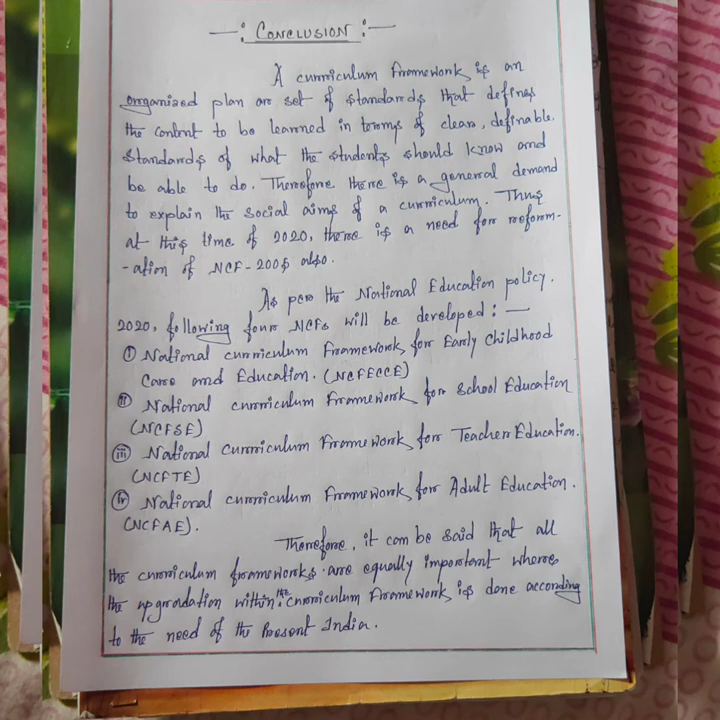 —: CONCLUSION :—
A curriculum Framework is an
organized plan or set of standards that defines
the content to be learned in terms of clear, definable
standards of what the students should know and
be able to do. Therefore there is a general demand
to explain the social aims of a curriculum. Thus
at this time of 2020, there is a need for reform-
-ation of NCF-2005 also.
As per the National Education policy.
2020, following four NCFs will be developed: —
(i) National curriculum Framework for Early Childhood
Care and Education. (NCFECCE)
(ii) National curriculum Framework for School Education
(NCFSE)
(iii) National Curriculum Framework for Teacher Education.
(NCFTE)
(iv) National curriculum Framework for Adult Education.
(NCFAE).
Therefore, it can be said that all
the curriculum frameworks are equally important where
the upgradation within the curriculum Framework is done according
to the need of the Present India.